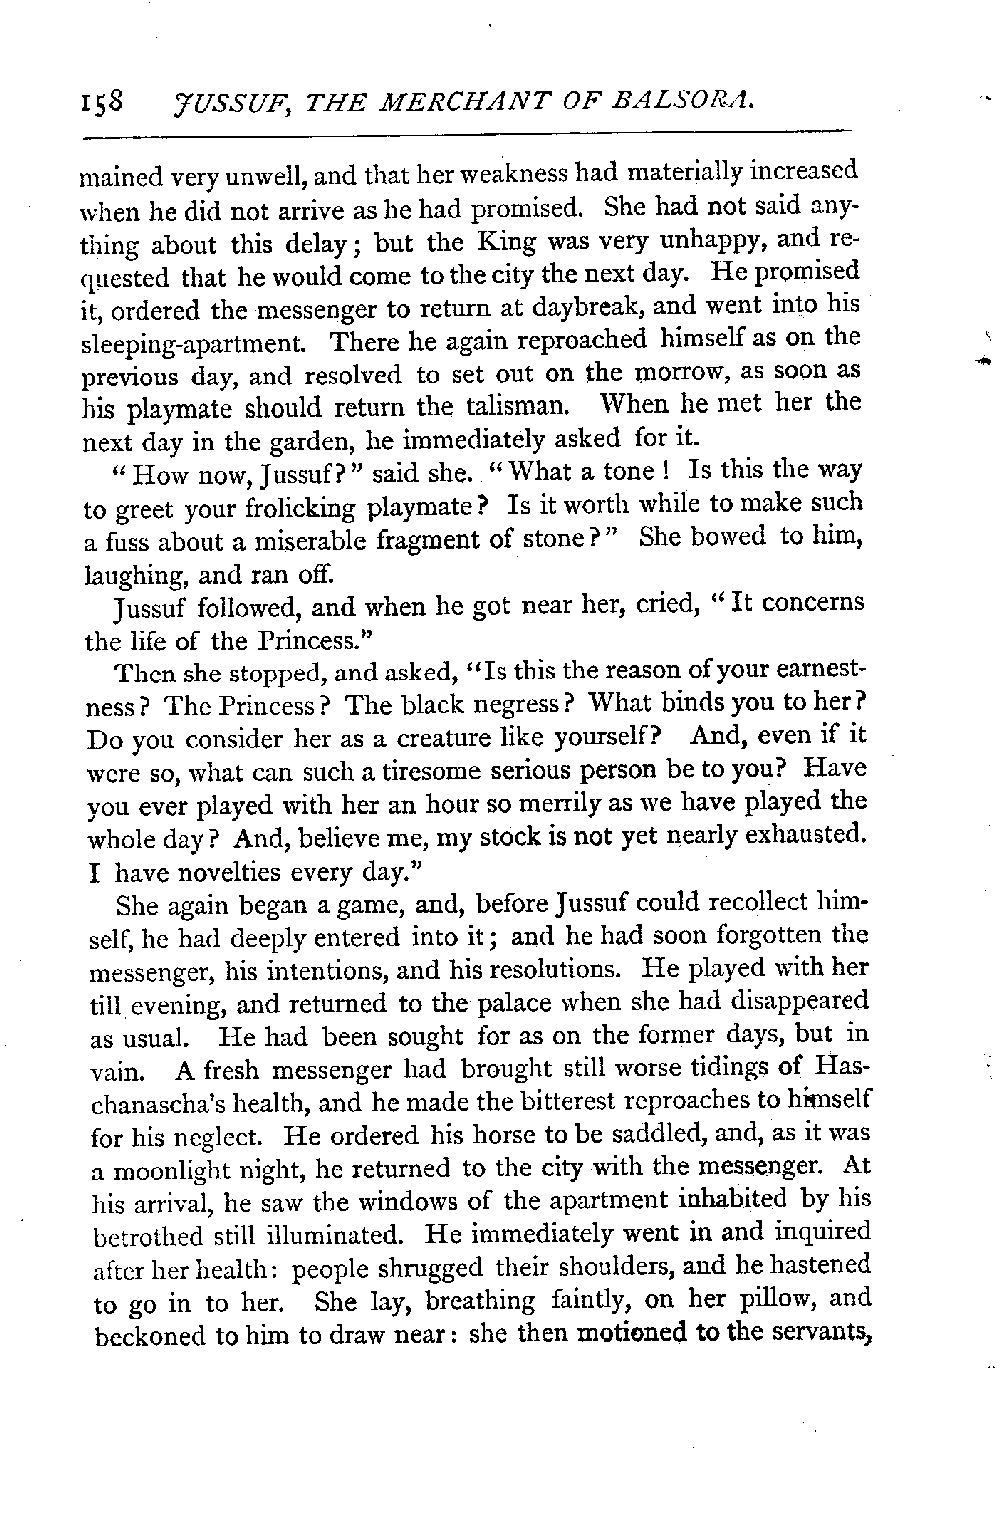 158 JUSSUF, THE MERCHANT OF BALSORA.
mained very unwell, and that her weakness had materially increased
when he did not arrive as he had promised. She had not said any-
thing about this delay; but the King was very unhappy, and re-
quested that he would come to the city the next day. He promised
it, ordered the messenger to return at daybreak, and went into his
sleeping-apartment. There he again reproached himself as on the
previous day, and resolved to set out on the morrow, as soon as
his playmate should return the talisman. When he met her the
next day in the garden, he immediately asked for it.
“How now, Jussuf?” said she. “What a tone! Is this the way
to greet your frolicking playmate? Is it worth while to make such
a fuss about a miserable fragment of stone?” She bowed to him,
laughing, and ran off.
Jussuf followed, and when he got near her, cried, “It concerns
the life of the Princess.”
Then she stopped, and asked, “Is this the reason of your earnest-
ness? The Princess? The black negress? What binds you to her?
Do you consider her as a creature like yourself? And, even if it
were so, what can such a tiresome serious person be to you? Have
you ever played with her an hour so merrily as we have played the
whole day? And, believe me, my stock is not yet nearly exhausted.
I have novelties every day.”
She again began a game, and, before Jussuf could recollect him-
self, he had deeply entered into it; and he had soon forgotten the
messenger, his intentions, and his resolutions. He played with her
till evening, and returned to the palace when she had disappeared
as usual. He had been sought for as on the former days, but in
vain. A fresh messenger had brought still worse tidings of Has-
chanascha's health, and he made the bitterest reproaches to himself
for his neglect. He ordered his horse to be saddled, and, as it was
a moonlight night, he returned to the city with the messenger. At
his arrival, he saw the windows of the apartment inhabited by his
betrothed still illuminated. He immediately went in and inquired
after her health: people shrugged their shoulders, and he hastened
to go in to her. She lay, breathing faintly, on her pillow, and
beckoned to him to draw near: she then motioned to the servants,